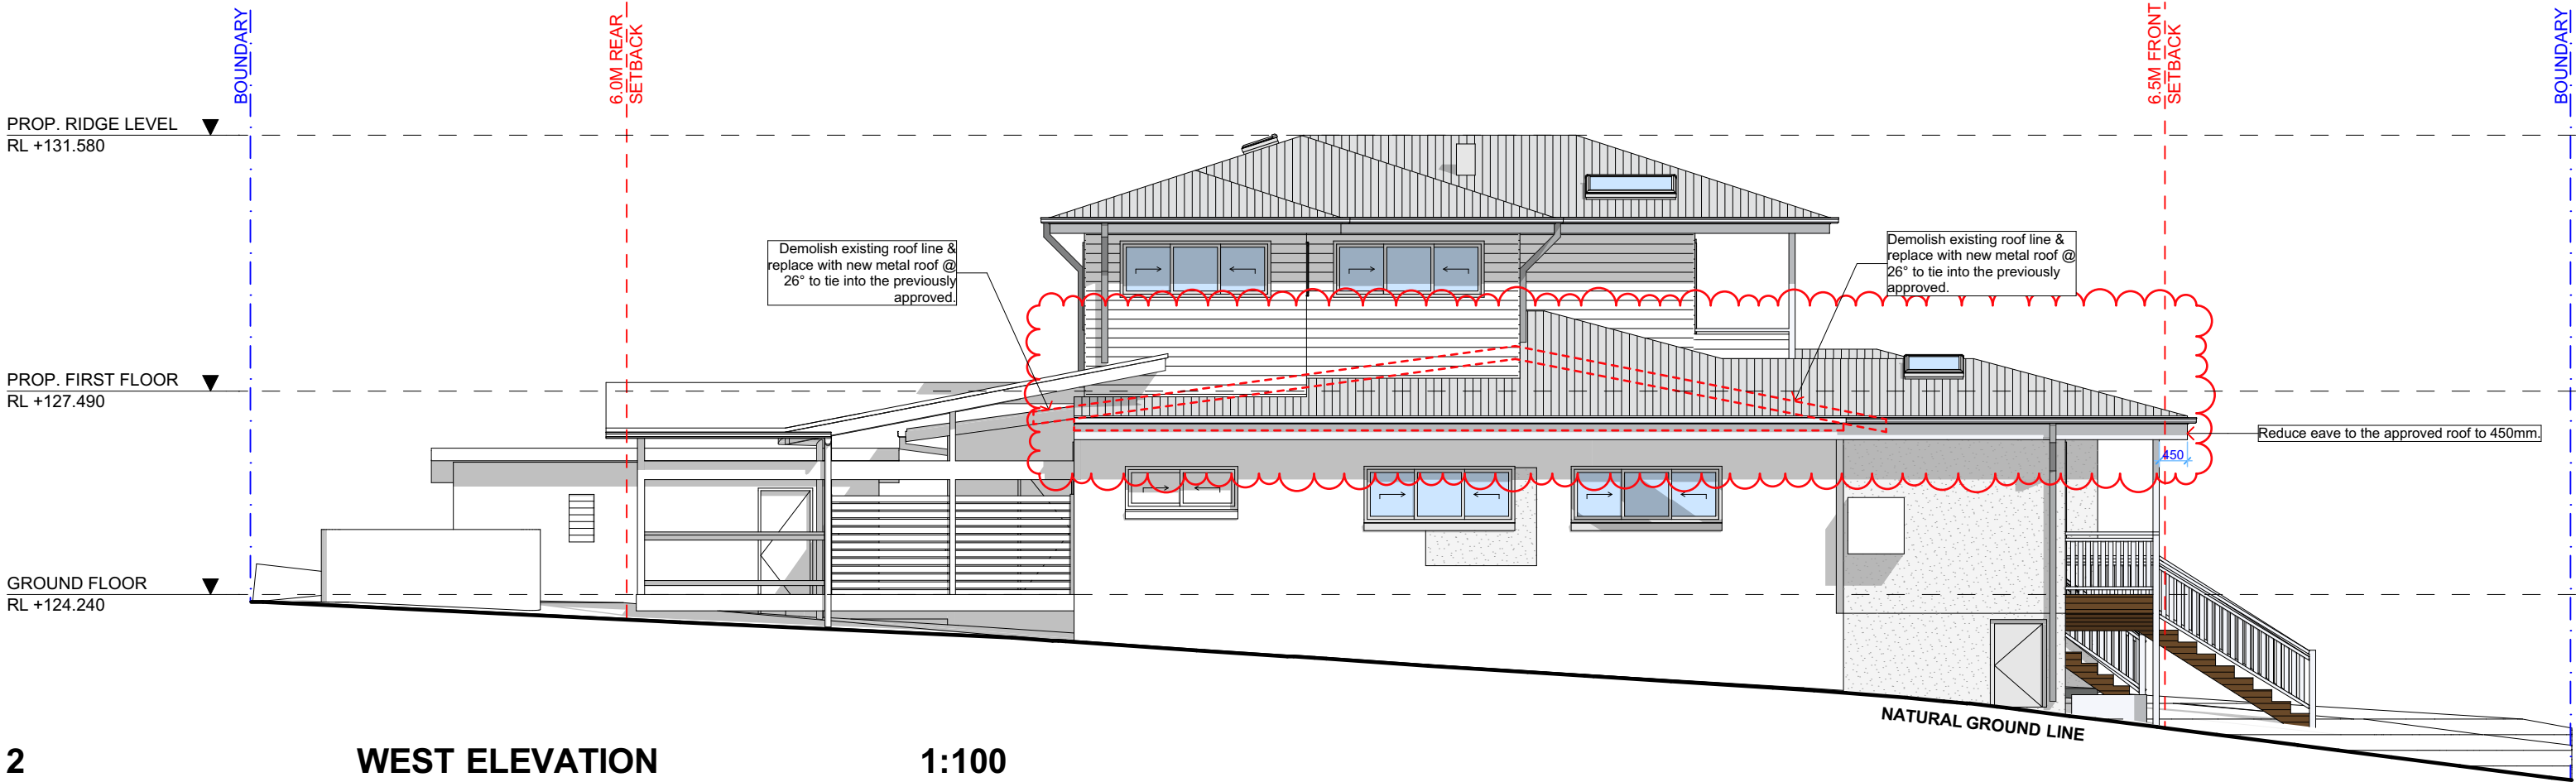 BOUNDARY
6.0M REAR
SETBACK
6.5M FRONT
SETBACK
BOUNDARY
PROP. RIDGE LEVEL
RL +131.580
Demolish existing roof line &
replace with new metal roof @
26° to tie into the previously
approved.
Demolish existing roof line &
replace with new metal roof @
26° to tie into the previously
approved.
PROP. FIRST FLOOR
RL +127.490
Reduce eave to the approved roof to 450mm.
450
GROUND FLOOR
RL +124.240
NATURAL GROUND LINE
2 WEST ELEVATION 1:100